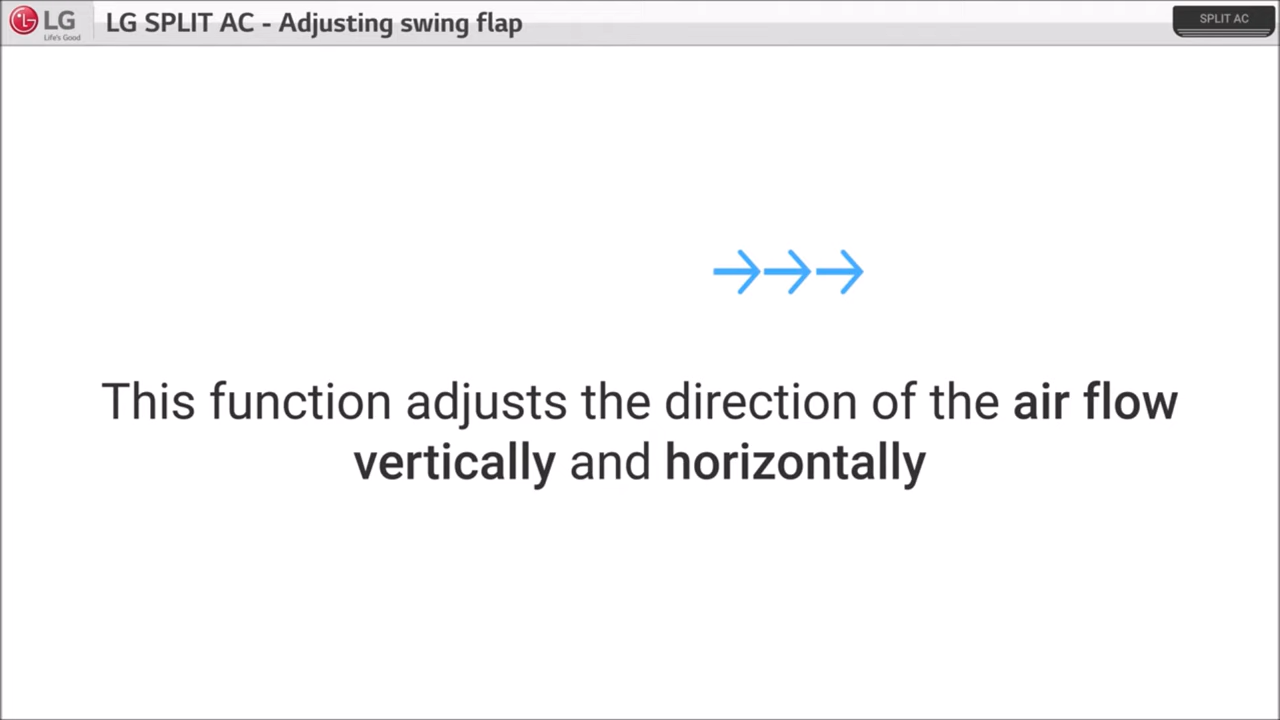 LG
Life's Good
LG SPLIT AC - Adjusting swing flap
SPLIT AC
This function adjusts the direction of the air flow
vertically and horizontally